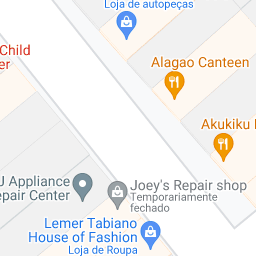 Loja de autopeças
Child
er
Alagao Canteen
Akukiku
J Appliance
epair Center
Joey's Repair shop
Temporariamente
fechado
Lemer Tabiano
House of Fashion
Loja de Roupa